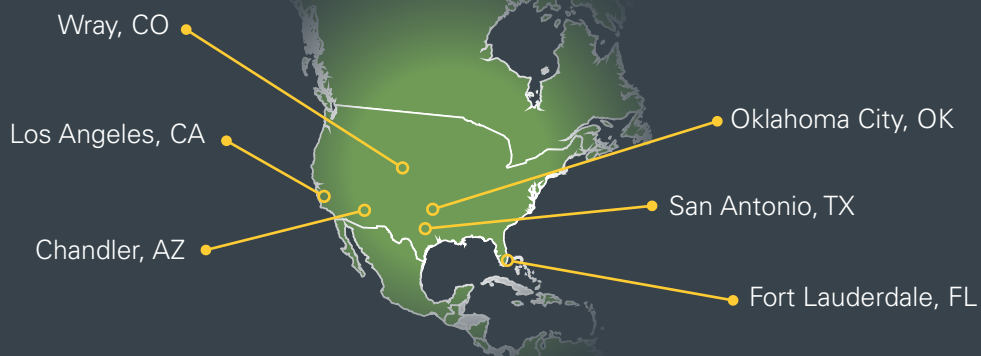 Wray, CO
Los Angeles, CA
Chandler, AZ
Oklahoma City, OK
San Antonio, TX
Fort Lauderdale, FL